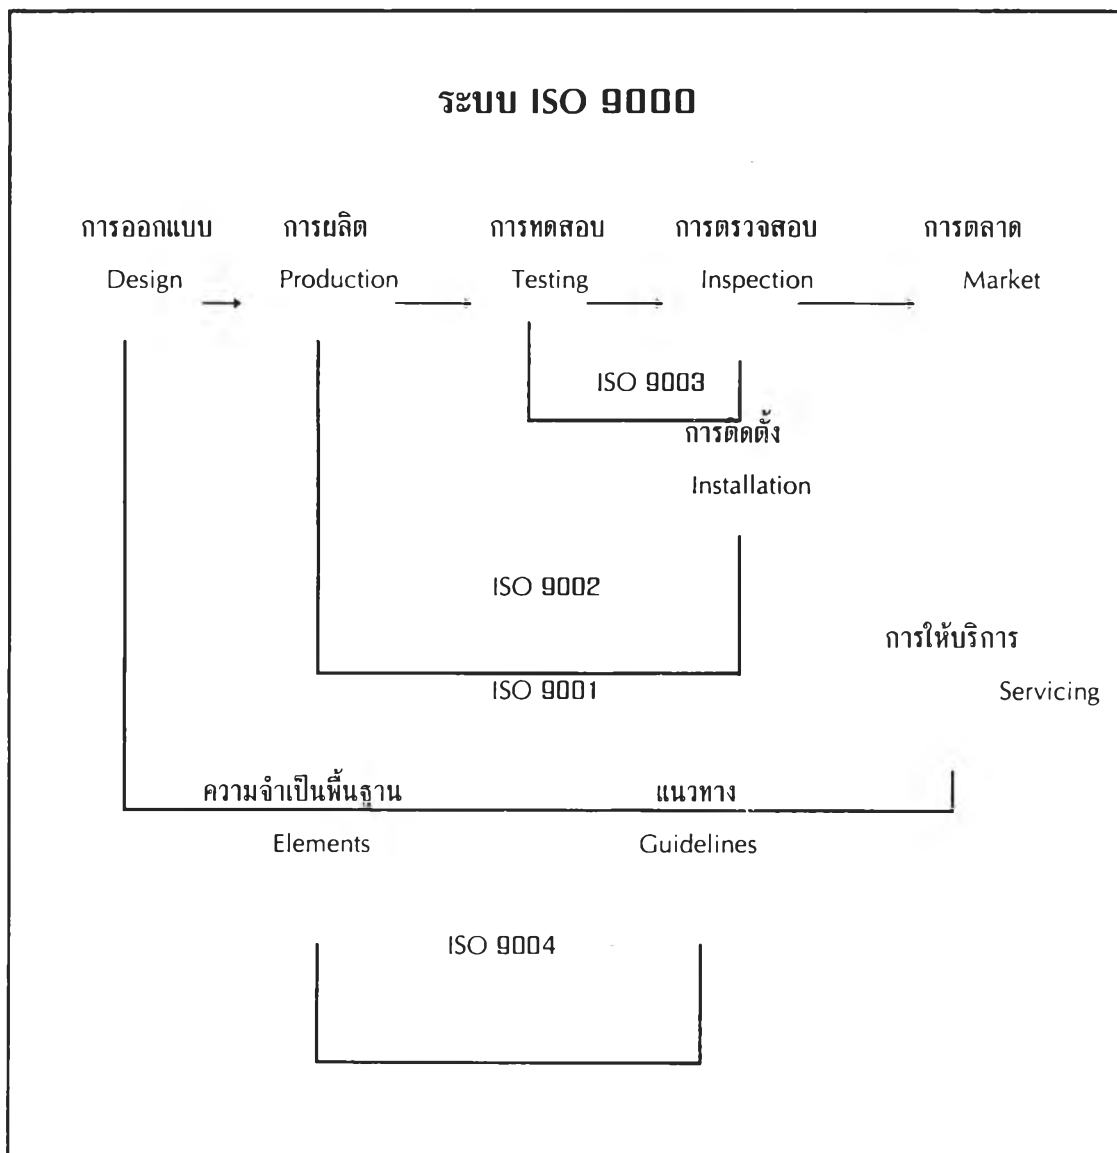 ระบบ ISO 9000
การออกแบบ การผลิต การทดสอบ การตรวจสอบ การตลาด
Design Production Testing Inspection Market
ISO 9003
การติดตั้ง
Installation
ISO 9002
การให้บริการ
ISO 9001 Servicing
ความจำเป็นพื้นฐาน แนวทาง
Elements Guidelines
ISO 9004